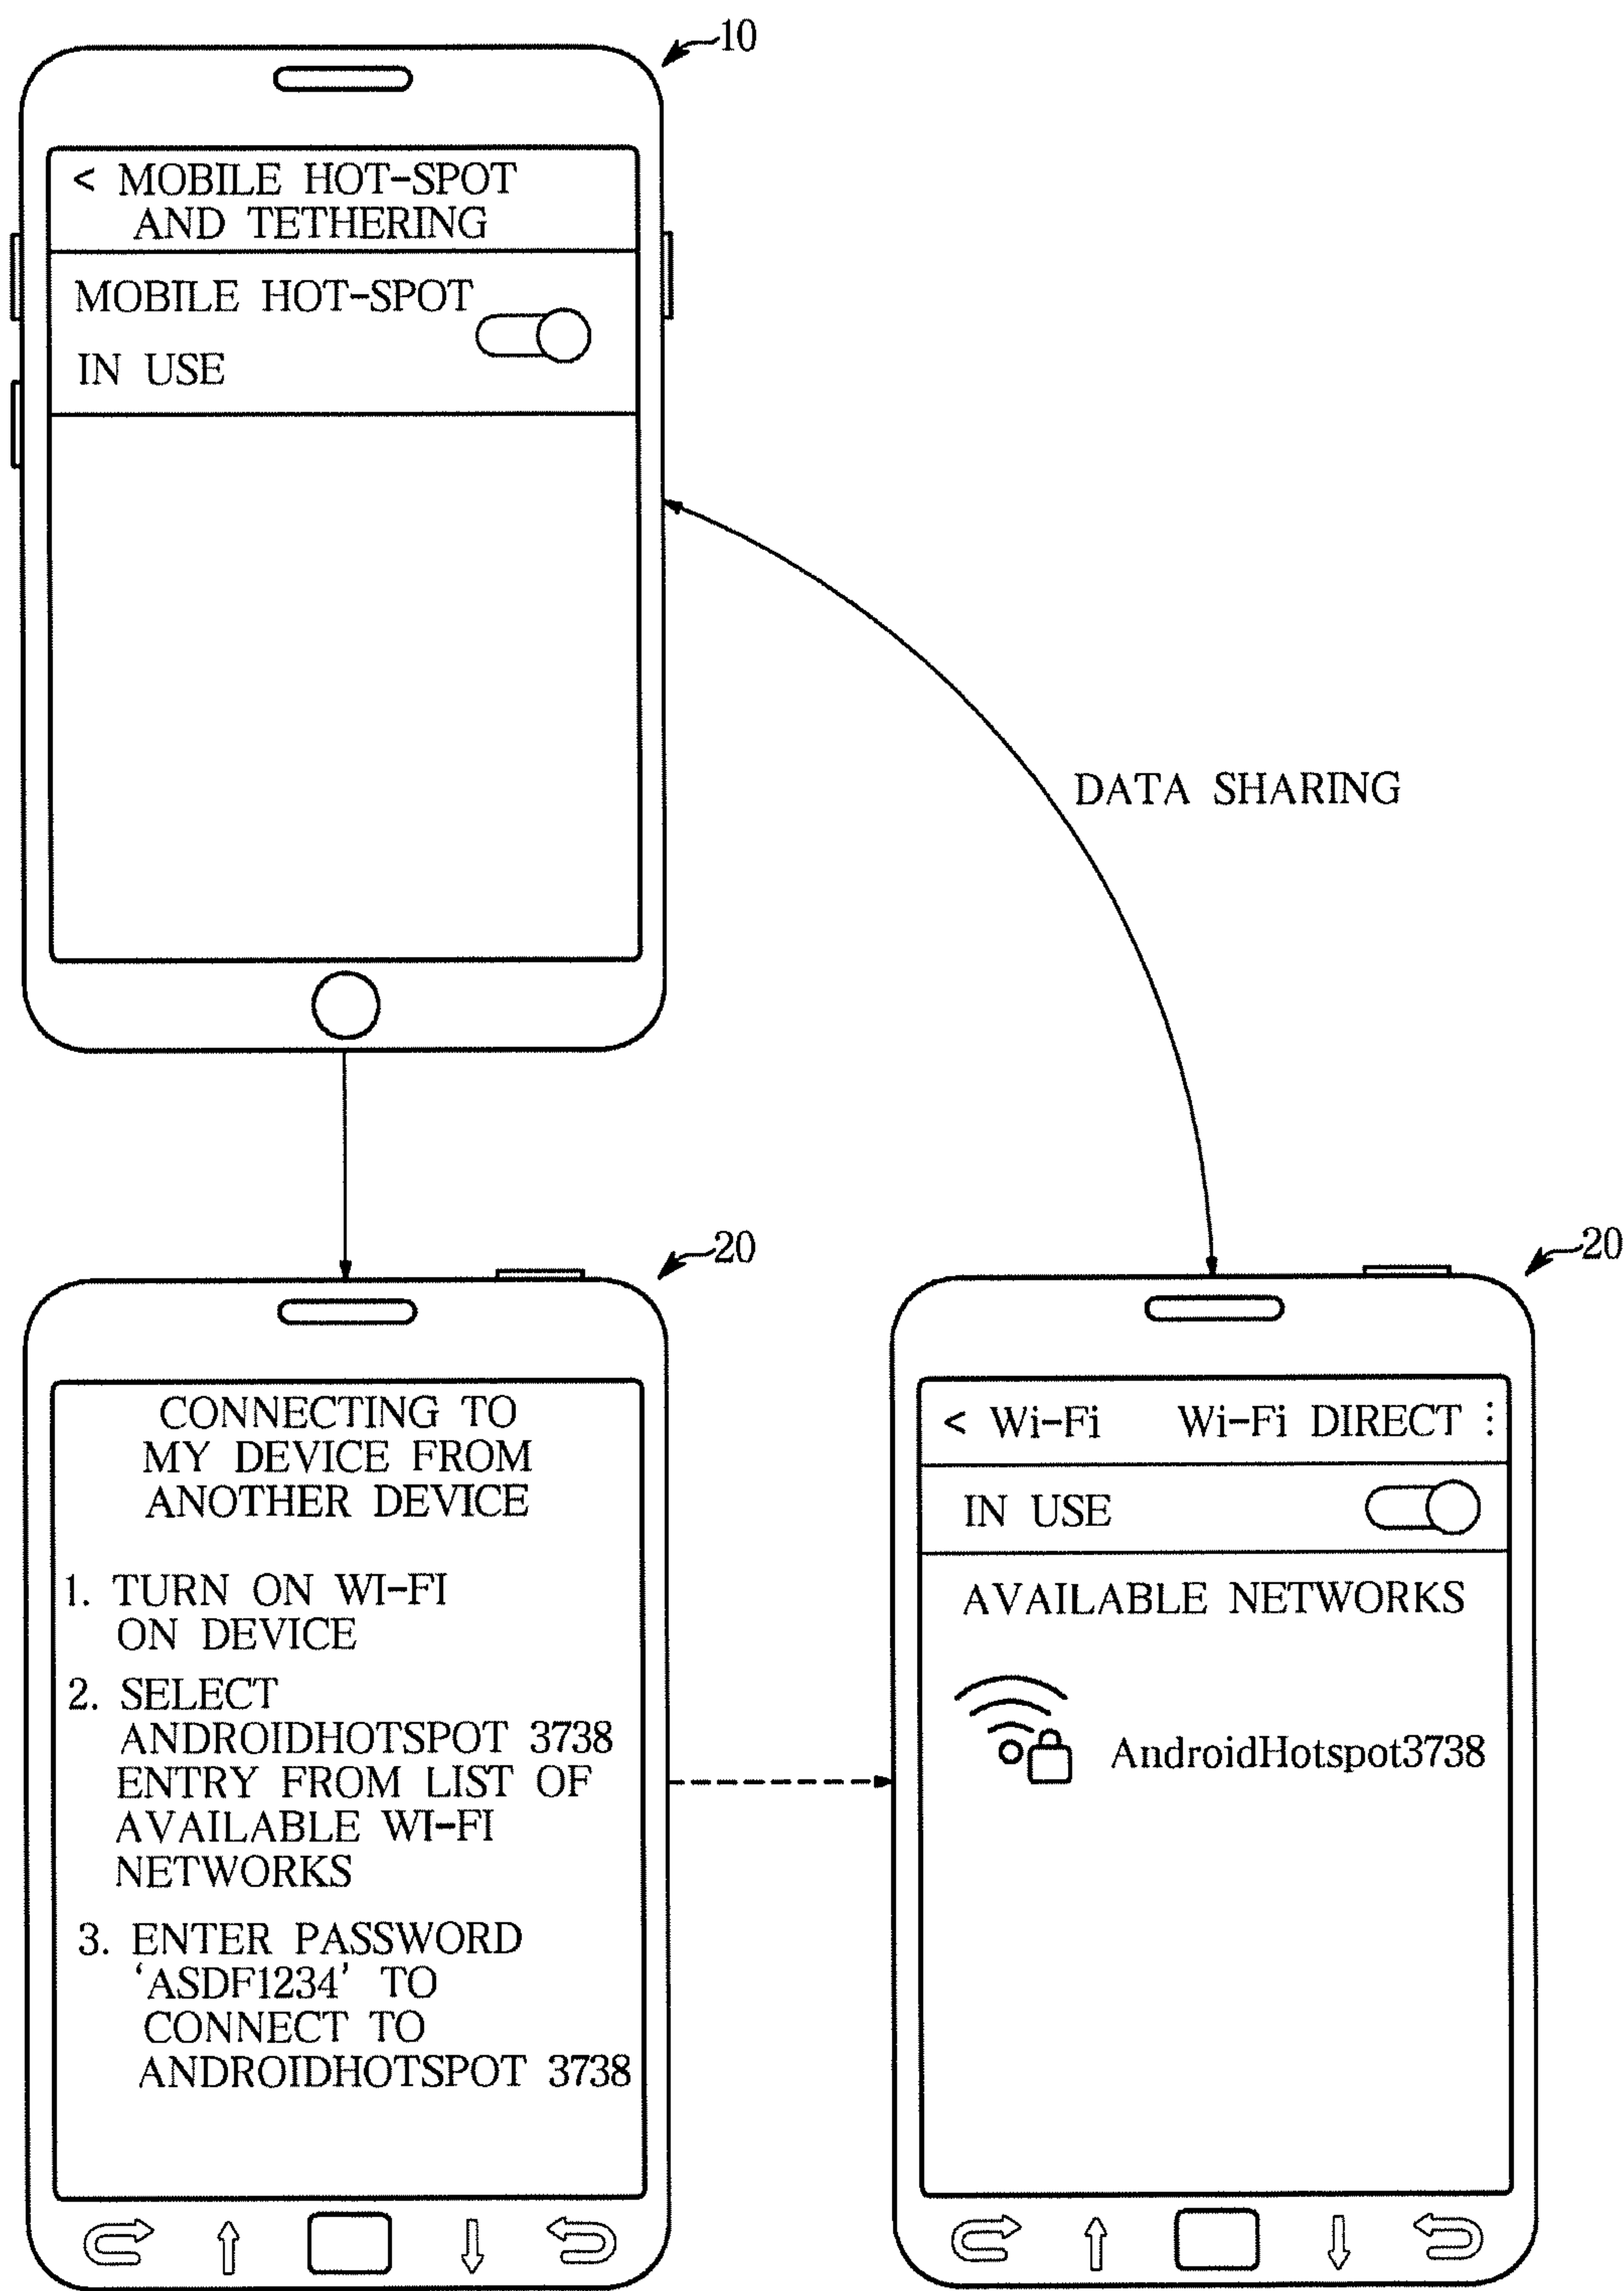 10
< MOBILE HOT-SPOT
AND TETHERING
MOBILE HOT-SPOT
IN USE
DATA SHARING
20
CONNECTING TO
MY DEVICE FROM
ANOTHER DEVICE
1. TURN ON WI-FI
ON DEVICE
2. SELECT
ANDROIDHOTSPOT 3738
ENTRY FROM LIST OF
AVAILABLE WI-FI
NETWORKS
3. ENTER PASSWORD
‘ASDF1234’ TO
CONNECT TO
ANDROIDHOTSPOT 3738
20
< Wi-Fi Wi-Fi DIRECT ⋮
IN USE
AVAILABLE NETWORKS
AndroidHotspot3738